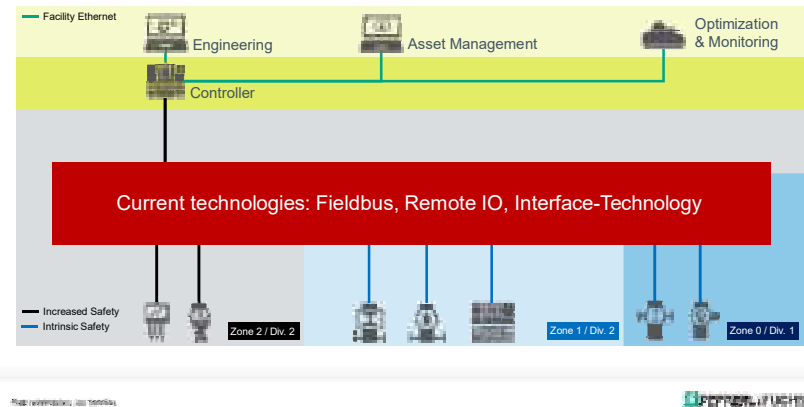 Facility Ethernet
Engineering
Asset Management
Optimization
& Monitoring
Controller
Current technologies: Fieldbus, Remote IO, Interface-Technology
Increased Safety
Intrinsic Safety
Zone 2 / Div. 2
Zone 1 / Div. 2
Zone 0 / Div. 1